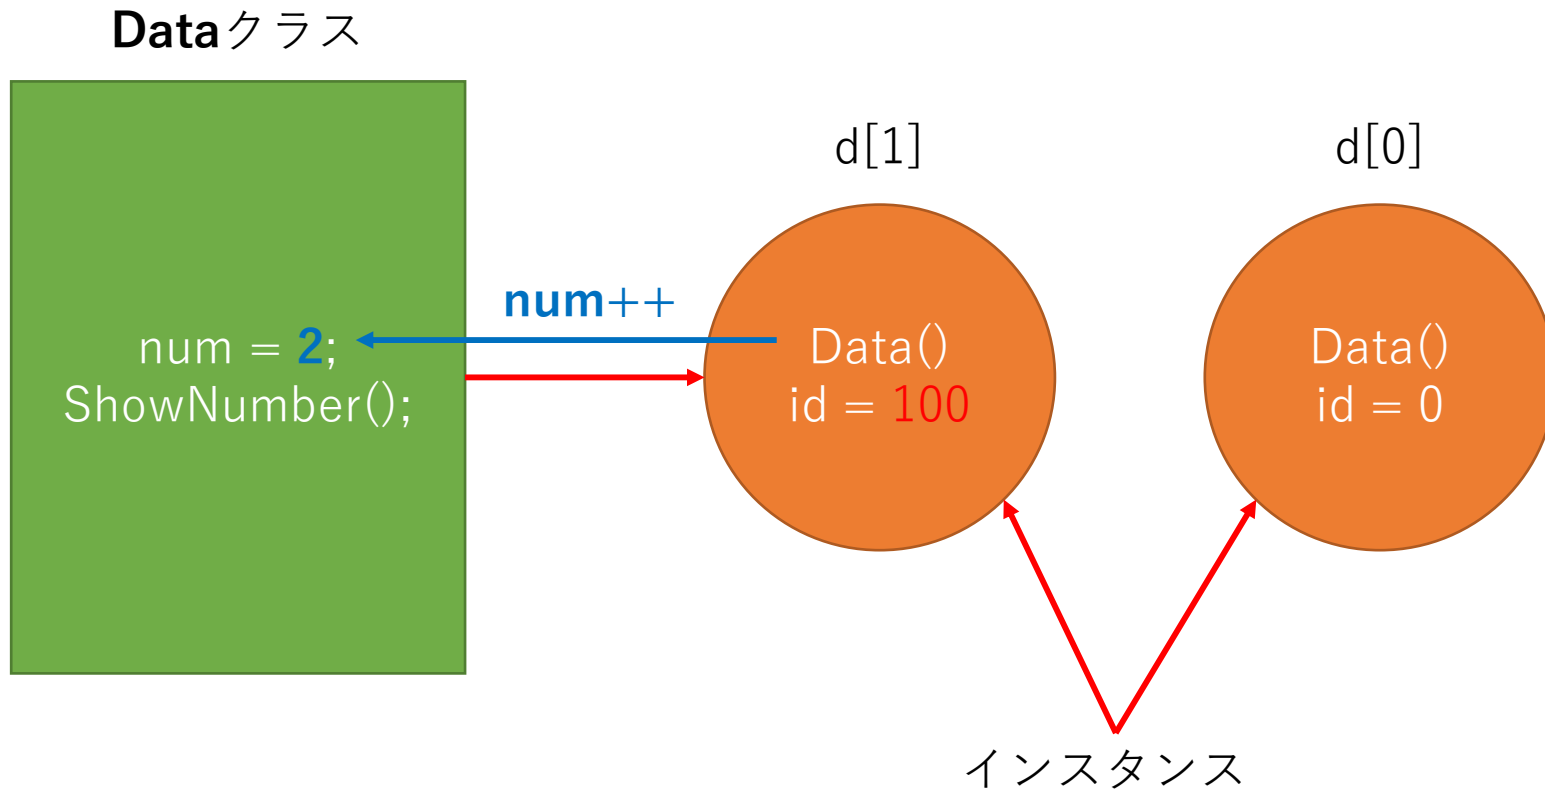 Dataクラス
num = 2;
ShowNumber();
num++
d[1]
Data()
id = 100
d[0]
Data()
id = 0
インスタンス